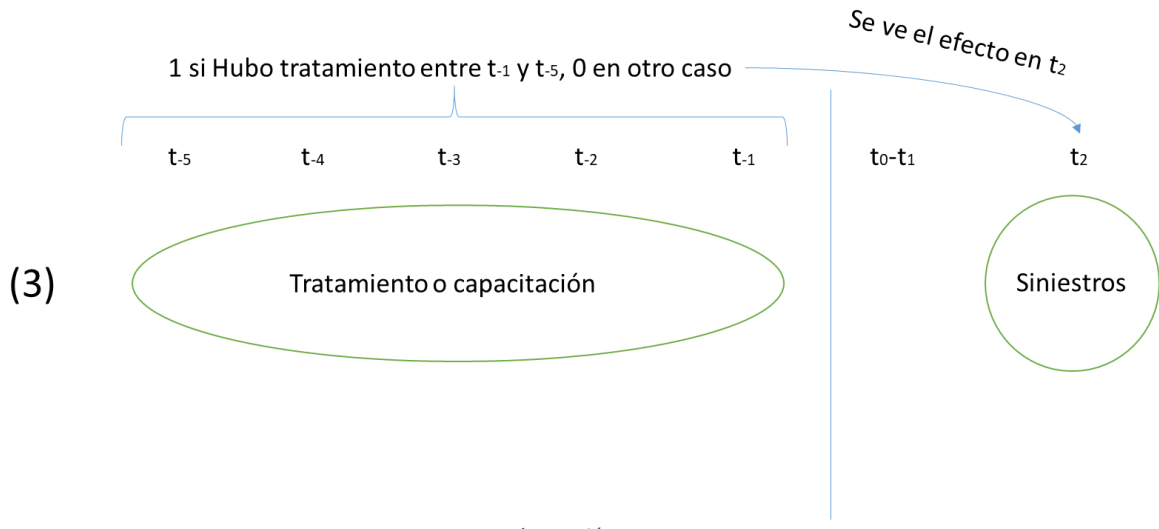 Se ve el efecto en t2
1 si Hubo tratamiento entre t-1 y t-5, 0 en otro caso
t-5 t-4 t-3 t-2 t-1 t0-t1 t2
(3) Tratamiento o capacitación Siniestros